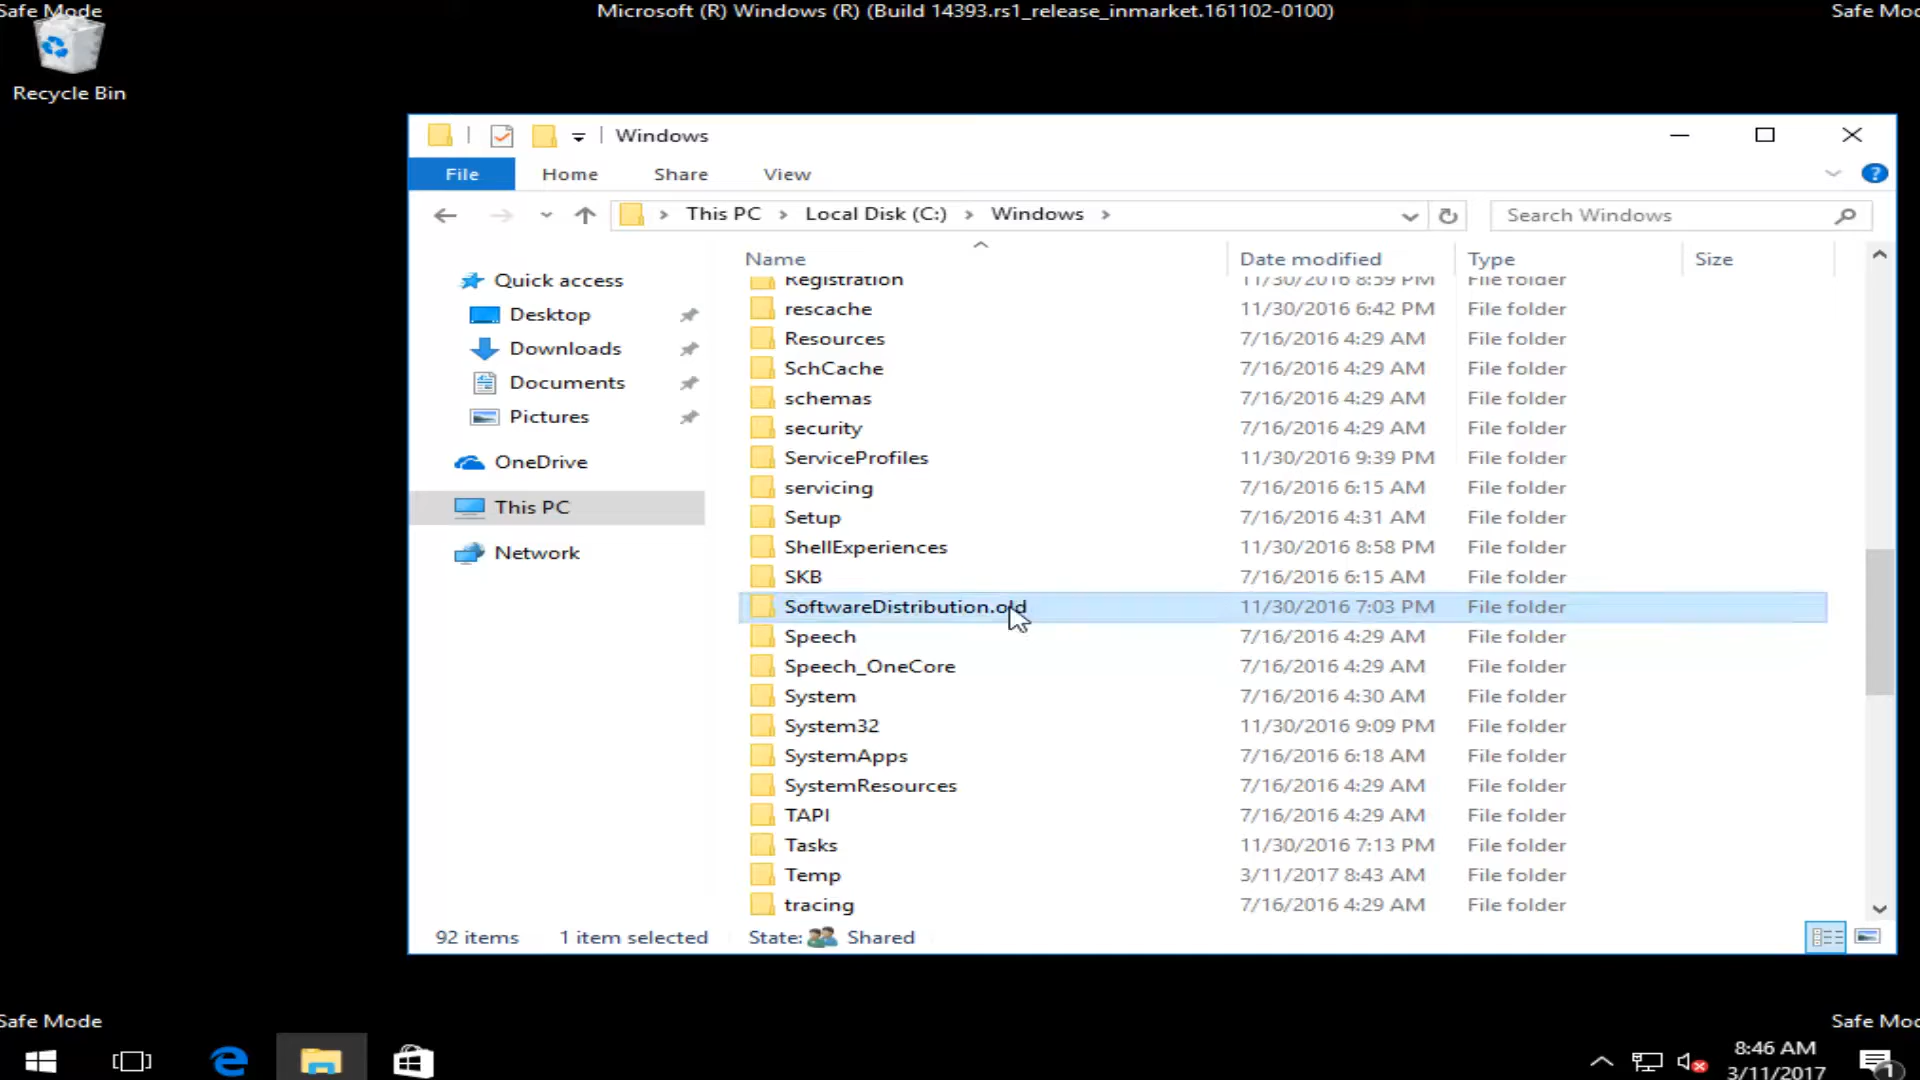 Safe Mode
Microsoft (R) Windows (R) (Build 14393.rs1_release_inmarket.161102-0100)
Safe Moc
Recycle Bin
Windows
File Home Share View
?
This PC > Local Disk (C:) > Windows >
Search Windows
Name Date modified Type Size
Quick access
Desktop
Downloads
Documents
Pictures
OneDrive
This PC
Network
Registration 11/30/2016 8:59 PM File folder
rescache 11/30/2016 6:42 PM File folder
Resources 7/16/2016 4:29 AM File folder
SchCache 7/16/2016 4:29 AM File folder
schemas 7/16/2016 4:29 AM File folder
security 7/16/2016 4:29 AM File folder
ServiceProfiles 11/30/2016 9:39 PM File folder
servicing 7/16/2016 6:15 AM File folder
Setup 7/16/2016 4:31 AM File folder
ShellExperiences 11/30/2016 8:58 PM File folder
SKB 7/16/2016 6:15 AM File folder
SoftwareDistribution.old 11/30/2016 7:03 PM File folder
Speech 7/16/2016 4:29 AM File folder
Speech_OneCore 7/16/2016 4:29 AM File folder
System 7/16/2016 4:30 AM File folder
System32 11/30/2016 9:09 PM File folder
SystemApps 7/16/2016 6:18 AM File folder
SystemResources 7/16/2016 4:29 AM File folder
TAPI 7/16/2016 4:29 AM File folder
Tasks 11/30/2016 7:13 PM File folder
Temp 3/11/2017 8:43 AM File folder
tracing 7/16/2016 4:29 AM File folder
92 items 1 item selected State: Shared
Safe Mode
Safe Moc
8:46 AM
3/11/2017
1